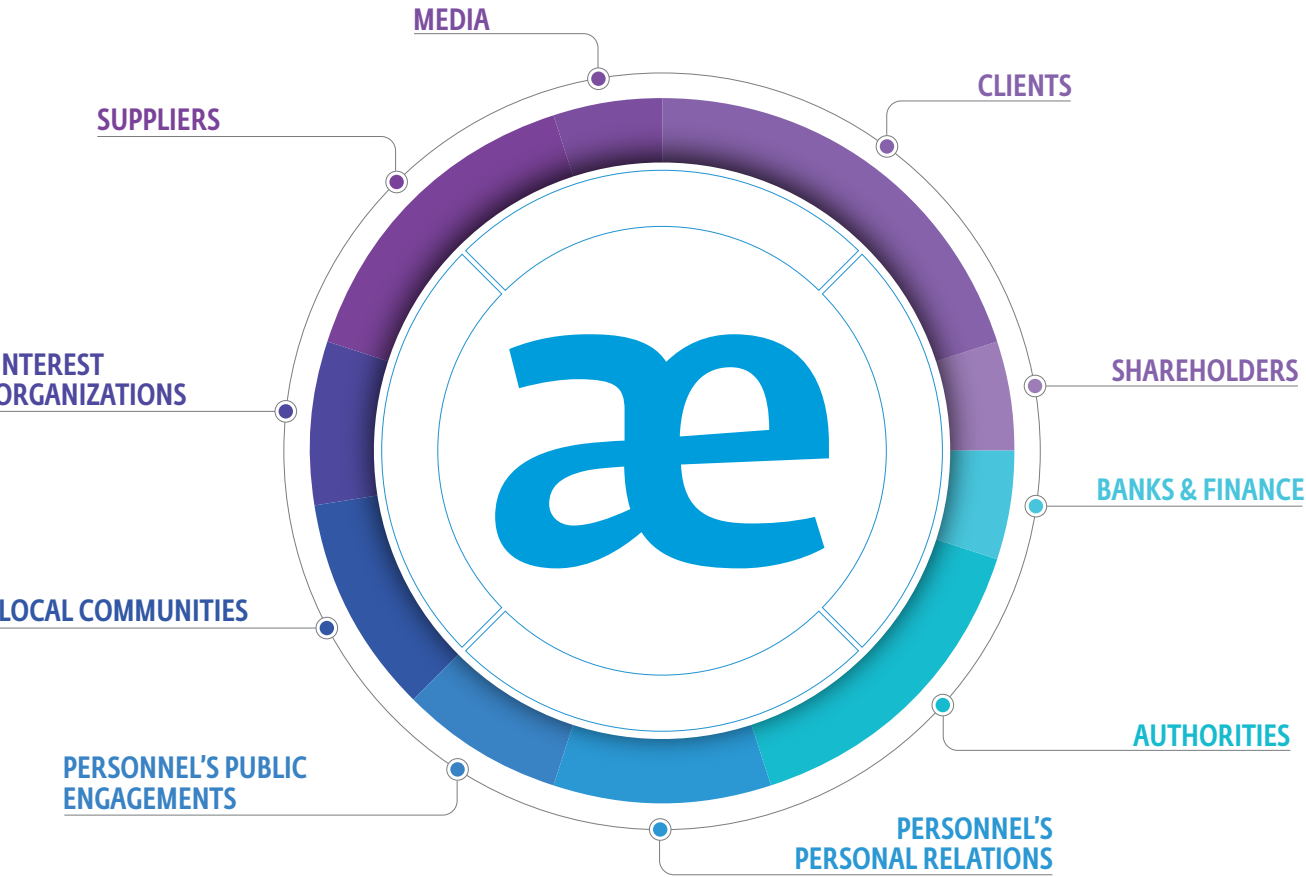 MEDIA
CLIENTS
SUPPLIERS
SHAREHOLDERS
NTEREST
ORGANIZATIONS
BANKS & FINANCE
LOCAL COMMUNITIES
AUTHORITIES
PERSONNEL'S PUBLIC
ENGAGEMENTS
PERSONNEL'S
PERSONAL RELATIONS
æ